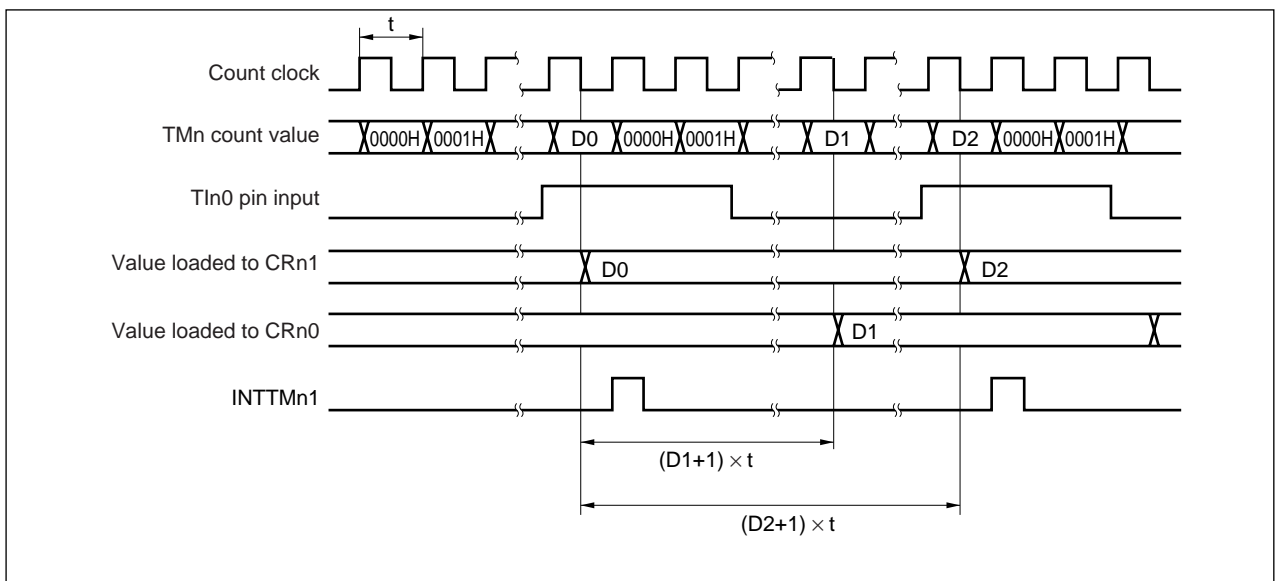 t
Count clock
TMn count value
0000H 0001H D0 0000H 0001H D1 D2 0000H 0001H
TIn0 pin input
Value loaded to CRn1
D0 D2
Value loaded to CRn0
D1
INTTMn1
(D1+1) × t
(D2+1) × t